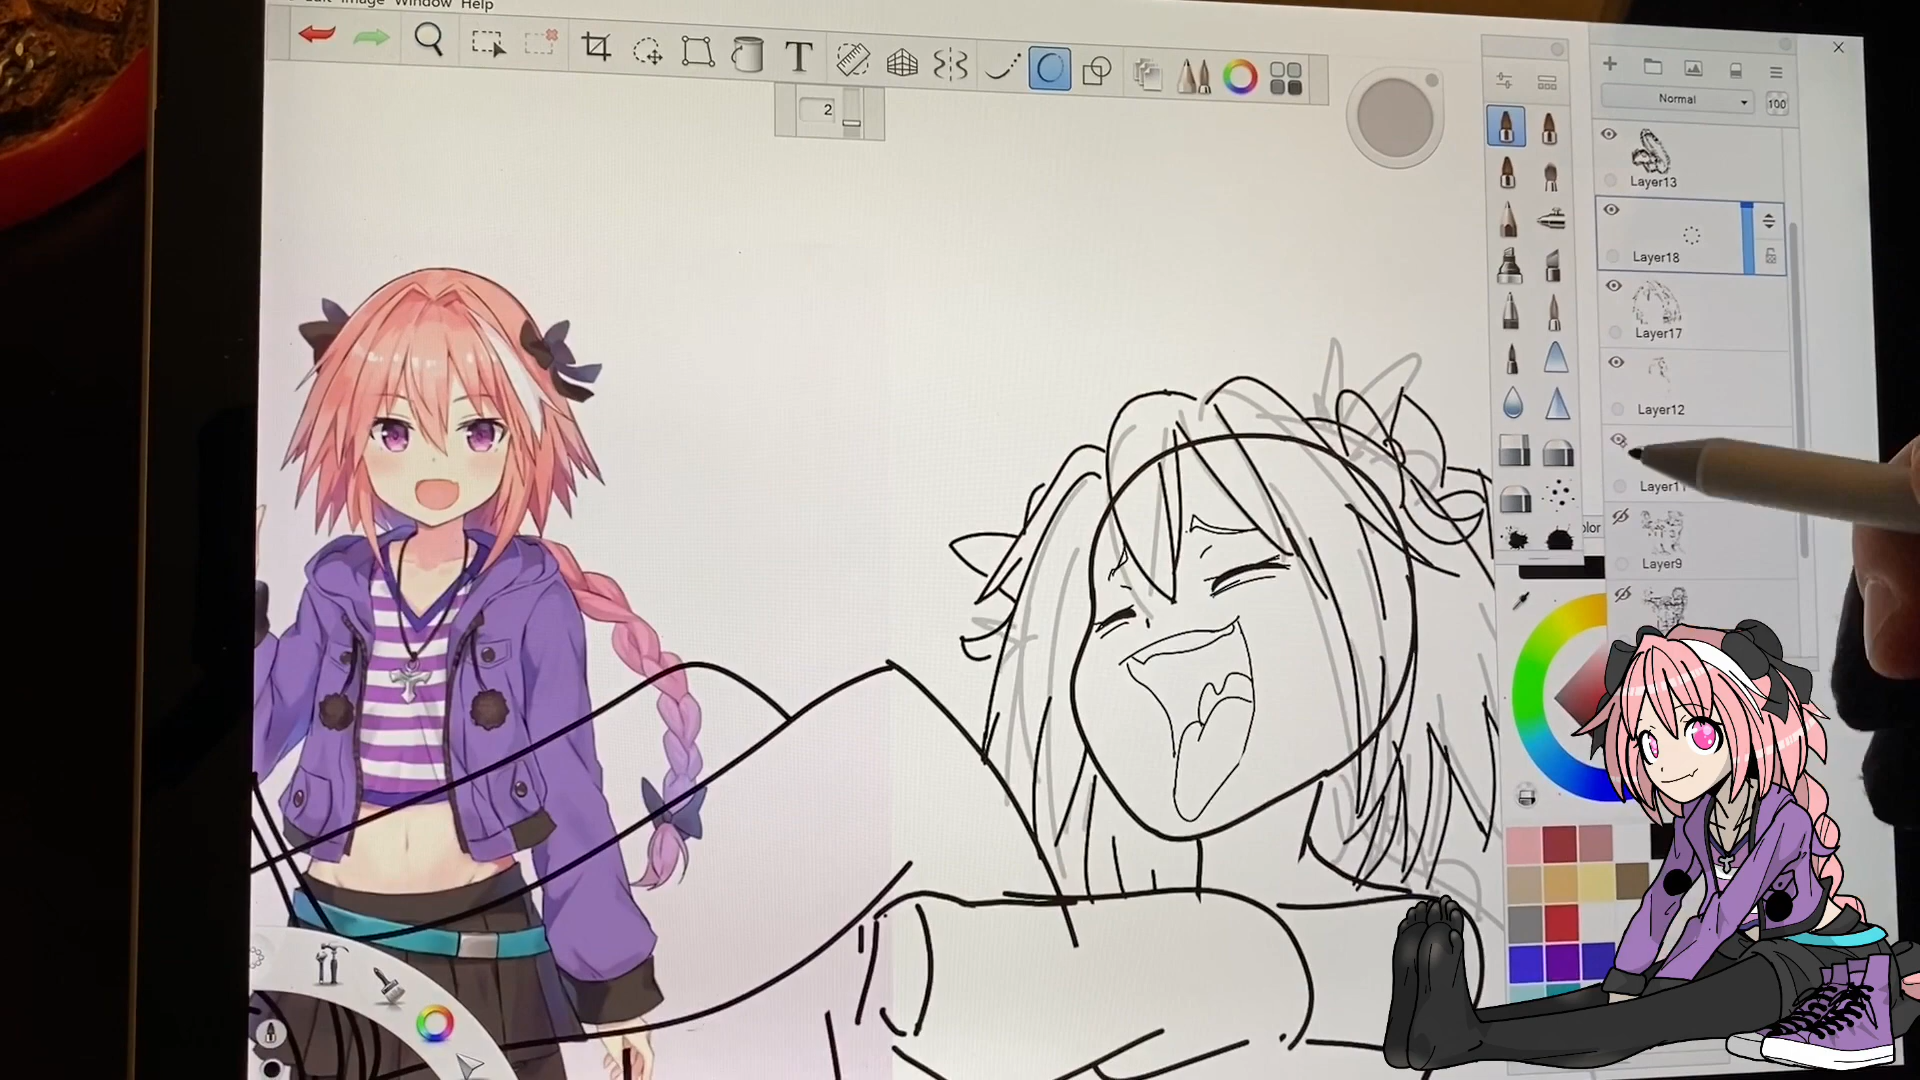 Image Window Help
T
2
Normal
100
Layer13
Layer18
Layer17
Layer12
Layer11
Layer9
olor